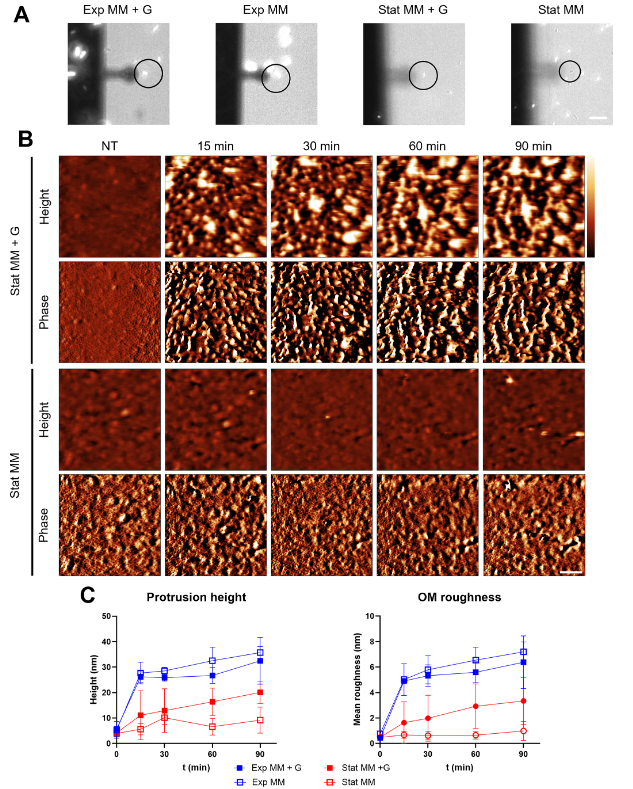 A
Exp MM + G Exp MM Stat MM + G Stat MM
B
NT 15 min 30 min 60 min 90 min
Stat MM + G
Height
Phase
Stat MM
Height
Phase
C
Protrusion height
Height (nm)
50
40
30
20
10
0
0 30 60 90
t (min)
OM roughness
Mean roughness (nm)
10
8
6
4
2
0
0 30 60 90
t (min)
Exp MM + G Stat MM +G
Exp MM Stat MM